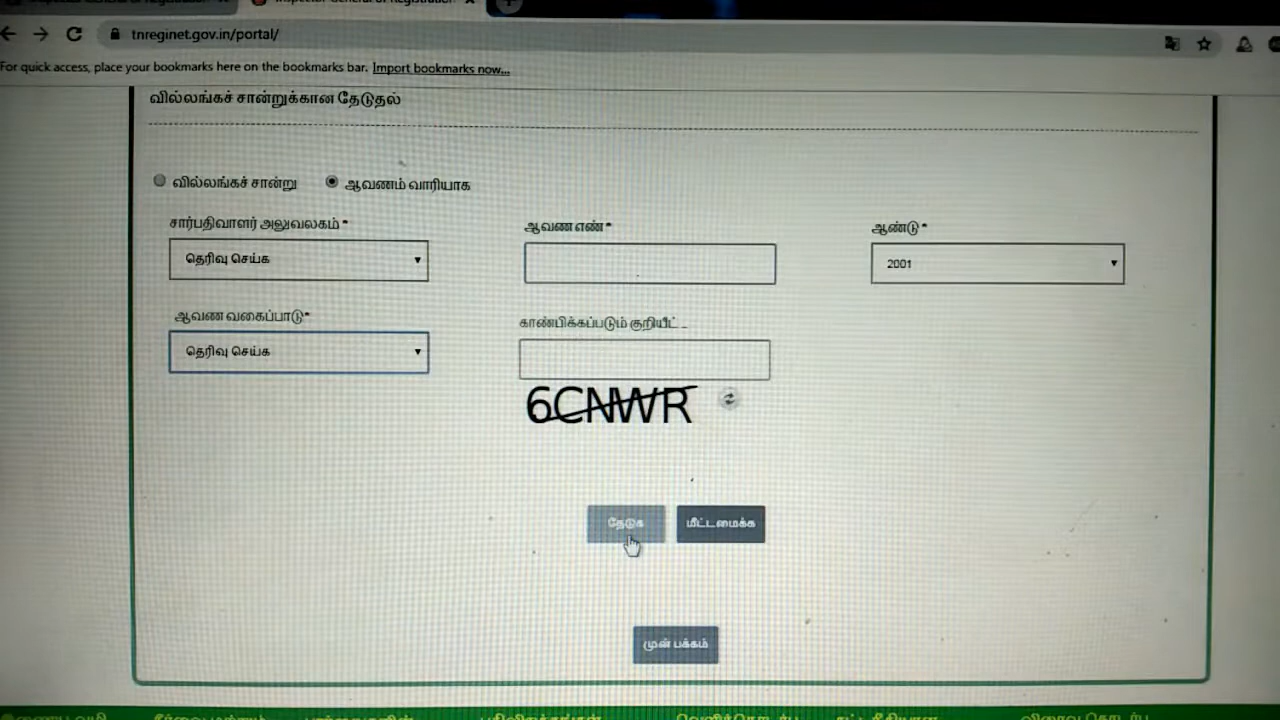 tnreginet.gov.in/portal/
For quick access, place your bookmarks here on the bookmarks bar. Import bookmarks now...
வில்லங்கச் சான்றுக்கான தேடுதல்
வில்லங்கச் சான்று ஆவணம் வாரியாக
சார்பதிவாளர் அலுவலகம் * ஆவண எண் * ஆண்டு *
தெரிவு செய்க 2001
ஆவண வகைப்பாடு* காண்பிக்கப்படும் குறியீட் ..
தெரிவு செய்க
6CNWR
தேடுக மீட்டமைக்க
முன் பக்கம்